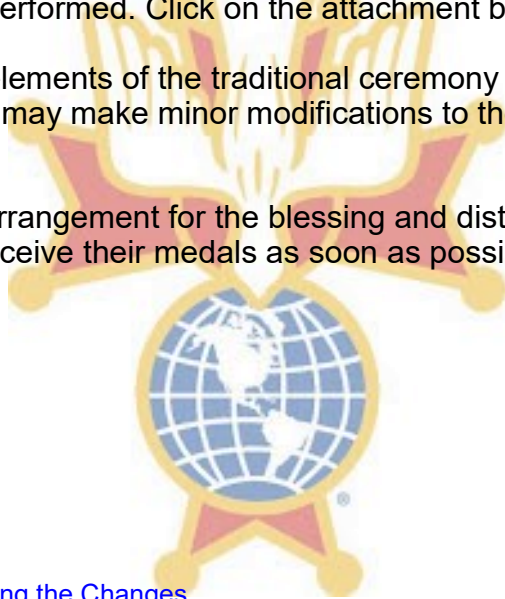 erformed. Click on the attachment b
lements of the traditional ceremony
may make minor modifications to th
rrangement for the blessing and dist
ceive their medals as soon as possi
®
ng the Changes